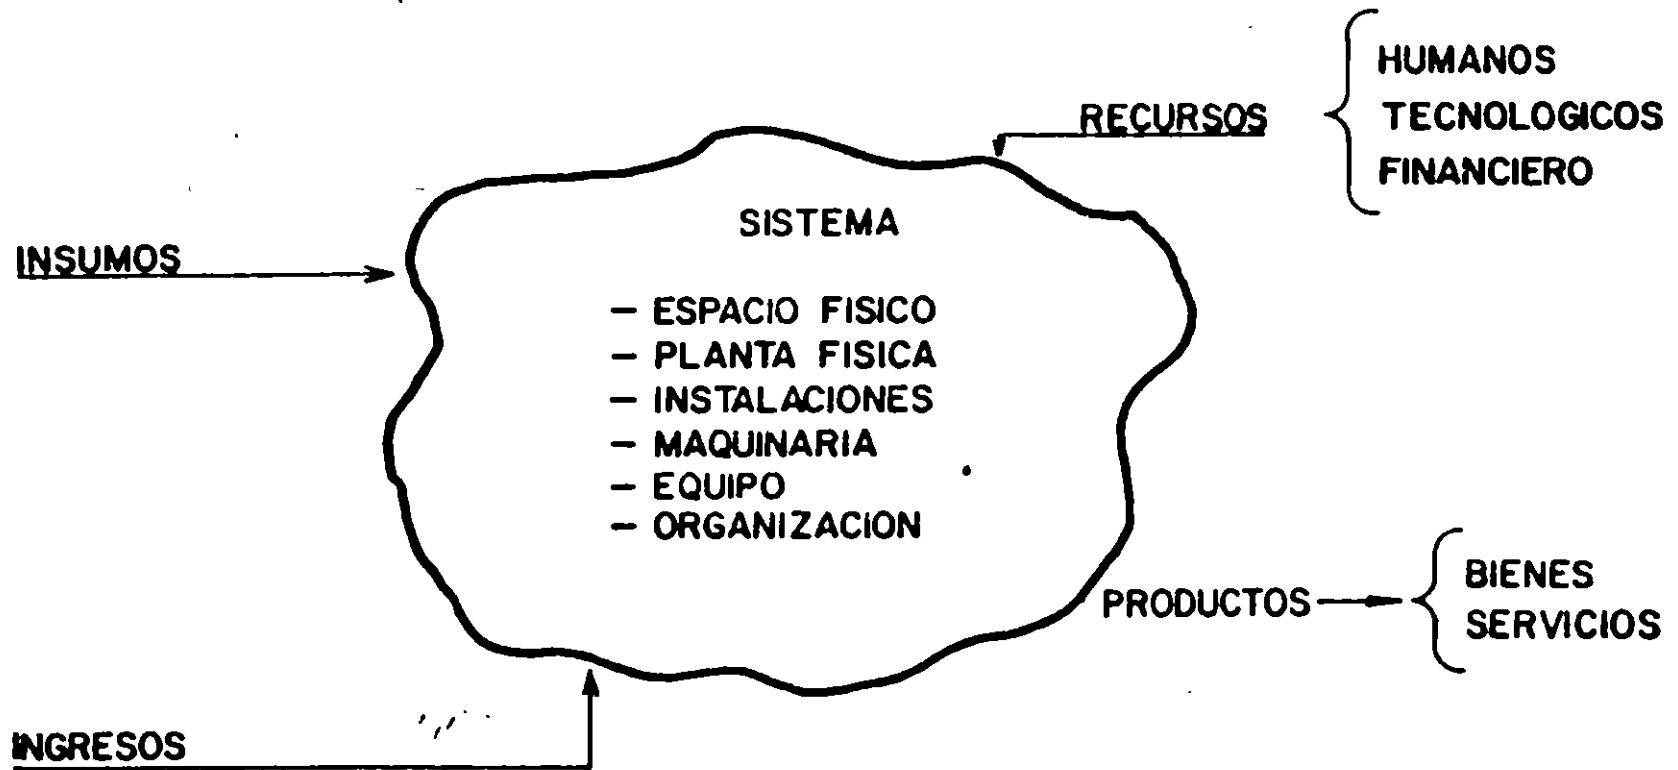 HUMANOS
RECURSOS
TECNOLOGICOS
FINANCIERO
SISTEMA
INSUMOS
- ESPACIO FISICO
- PLANTA FISICA
- INSTALACIONES
- MAQUINARIA
- EQUIPO
- ORGANIZACION
PRODUCTOS
BIENES
SERVICIOS
INGRESOS